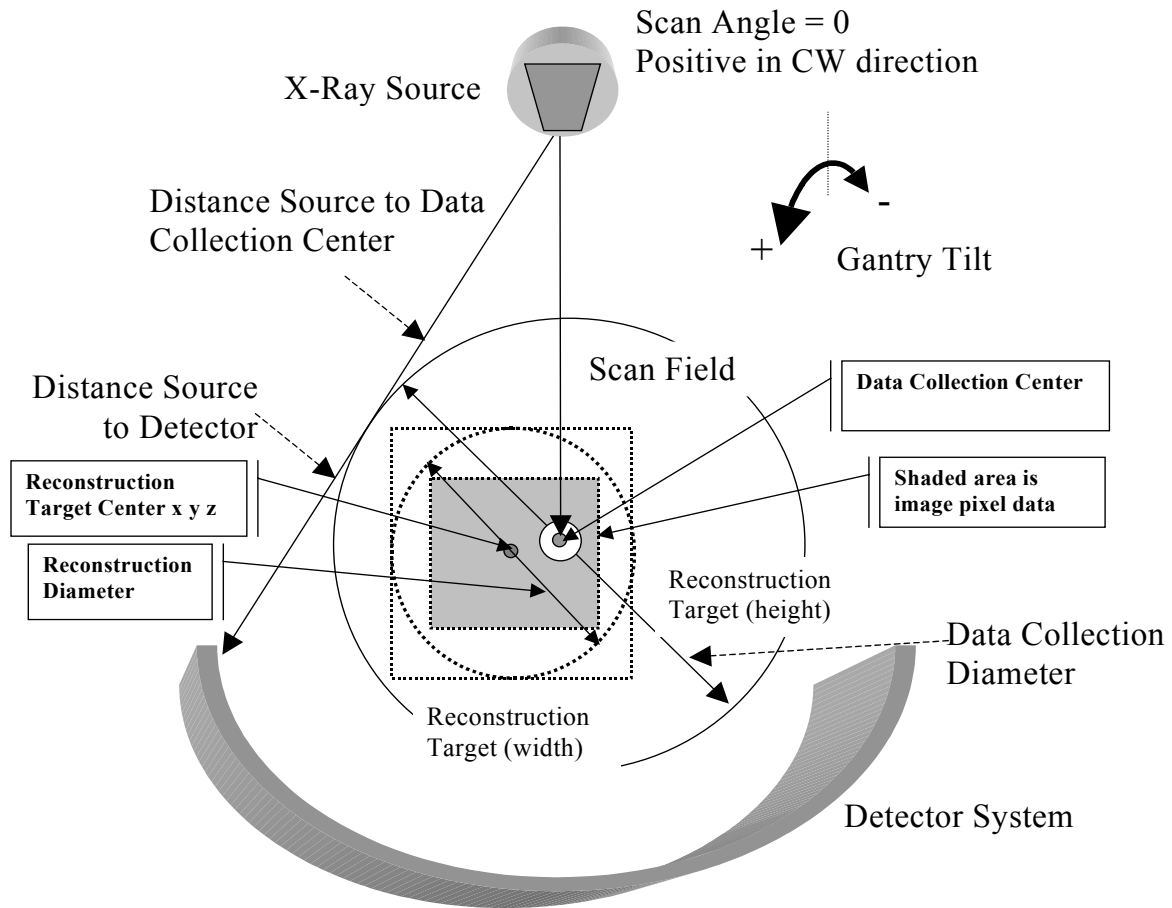 Scan Angle = 0
Positive in CW direction
X-Ray Source
Distance Source to Data
Collection Center
-
+
Gantry Tilt
Scan Field
Data Collection Center
Distance Source
to Detector
Reconstruction
Target Center x y z
Shaded area is
image pixel data
Reconstruction
Diameter
Reconstruction
Target (height)
Data Collection
Diameter
Reconstruction
Target (width)
Detector System